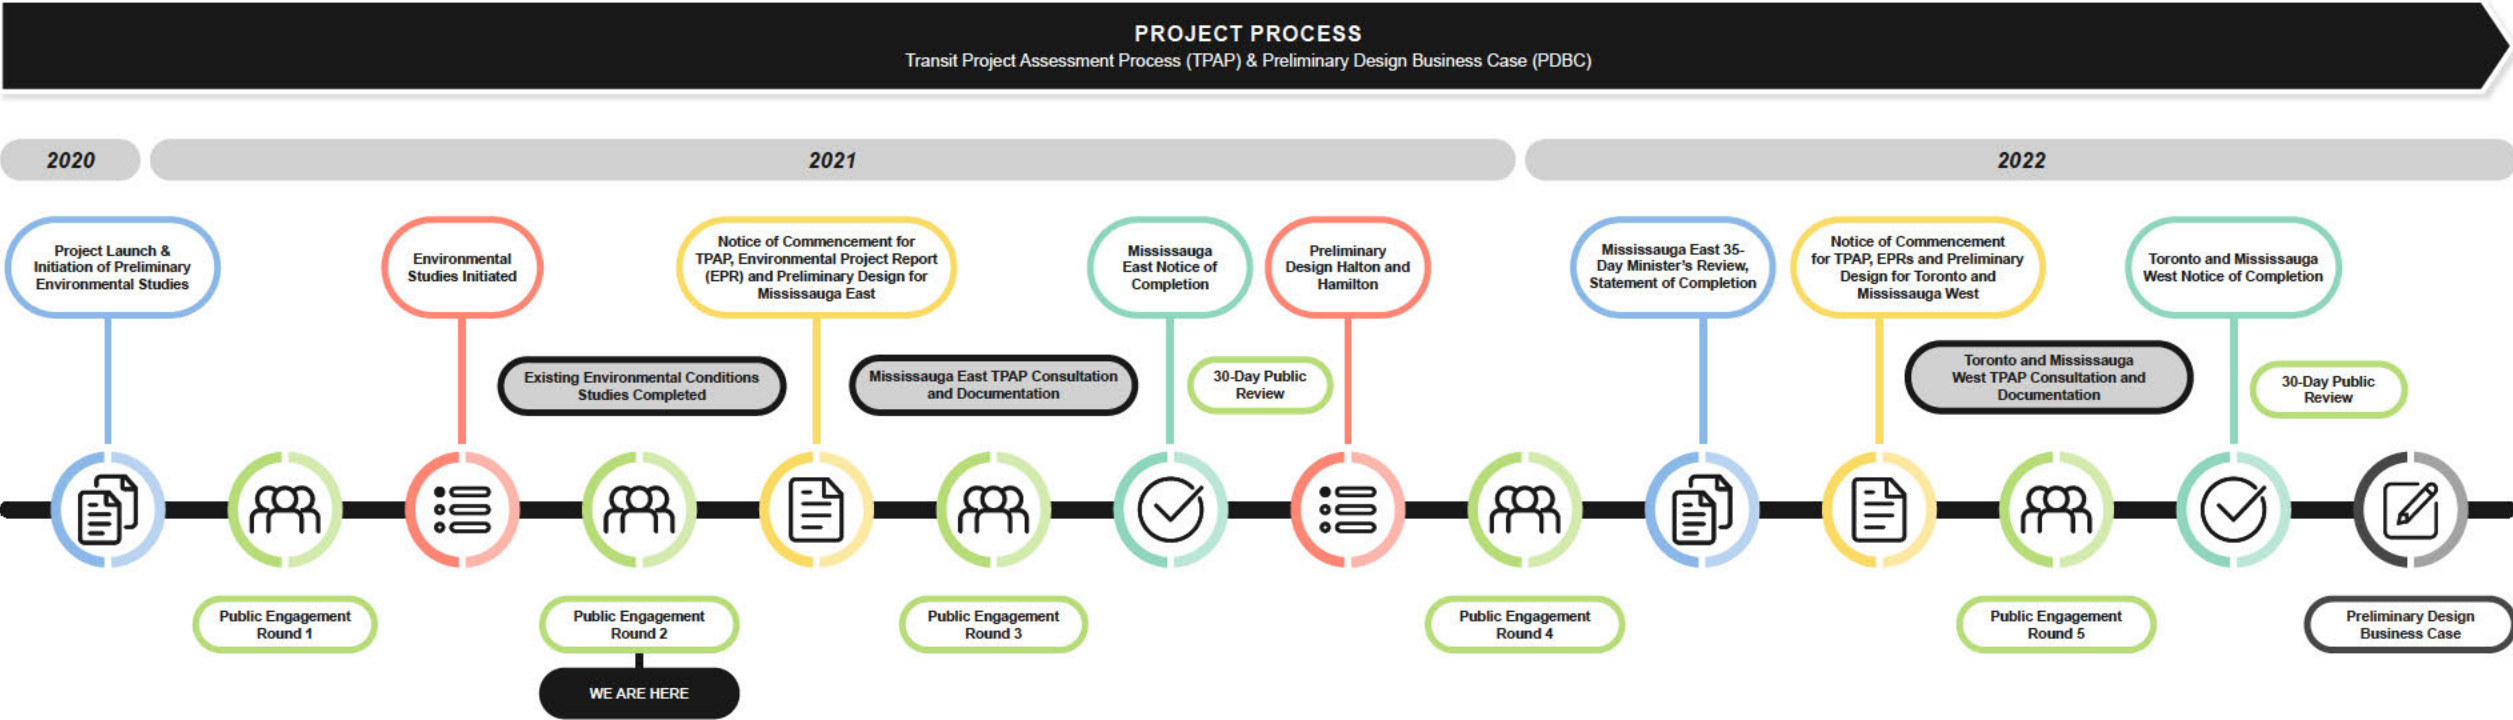 PROJECT PROCESS
Transit Project Assessment Process (TPAP) & Preliminary Design Business Case (PDBC)
2020
2021
2022
Project Launch &
Initiation of Preliminary
Environmental Studies
Environmental
Studies Initiated
Notice of Commencement for
TPAP, Environmental Project Report
(EPR) and Preliminary Design for
Mississauga East
Mississauga
East Notice of
Completion
Preliminary
Design Halton and
Hamilton
Mississauga East 35-
Day Minister's Review,
Statement of Completion
Notice of Commencement
for TPAP, EPRs and Preliminary
Design for Toronto and
Mississauga West
Toronto and Mississauga
West Notice of Completion
Existing Environmental Conditions
Studies Completed
Mississauga East TPAP Consultation
and Documentation
30-Day Public
Review
Toronto and Mississauga
West TPAP Consultation and
Documentation
30-Day Public
Review
Public Engagement
Round 1
Public Engagement
Round 2
Public Engagement
Round 3
Public Engagement
Round 4
Public Engagement
Round 5
Preliminary Design
Business Case
WE ARE HERE